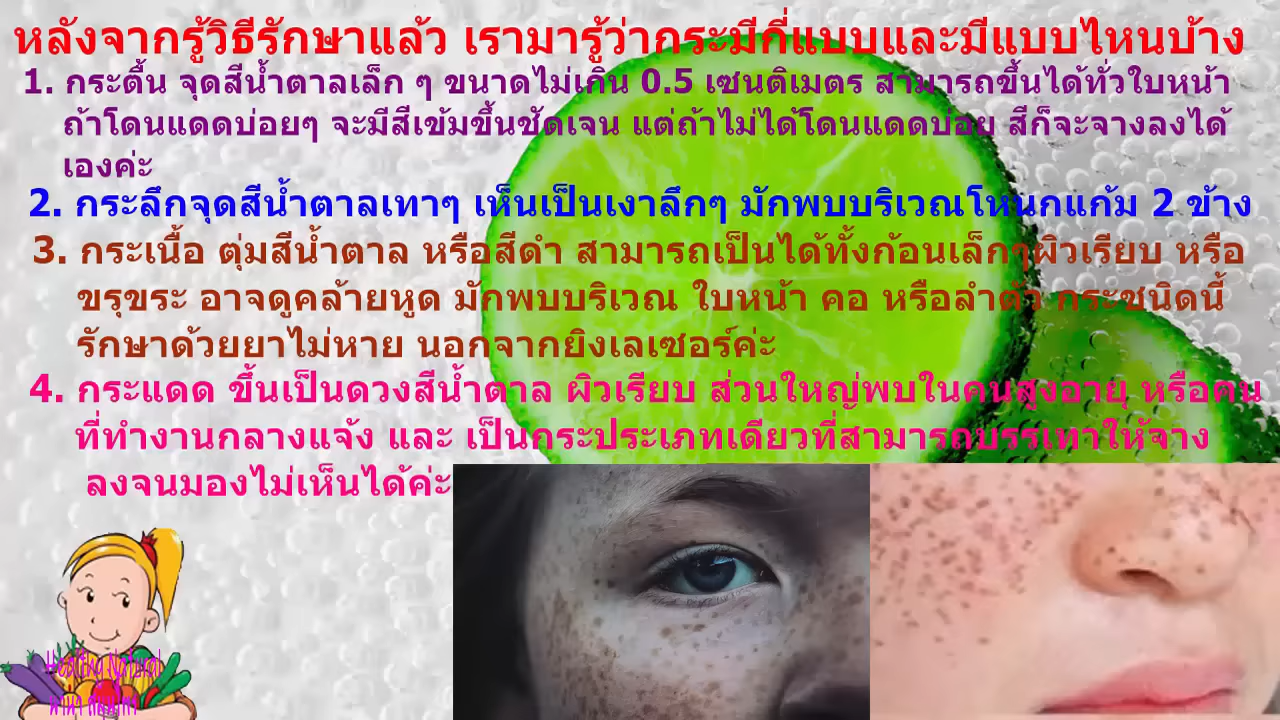 หลังจากรู้วิธีรักษาแล้ว เรามารู้ว่ากระมีกี่แบบและมีแบบไหนบ้าง
1. กระตื้น จุดสีน้ำตาลเล็ก ๆ ขนาดไม่เกิน 0.5 เซนติเมตร สามารถขึ้นได้ทั่วใบหน้า
ถ้าโดนแดดบ่อยๆ จะมีสีเข้มขึ้นชัดเจน แต่ถ้าไม่ได้โดนแดดบ่อย สีก็จะจางลงได้
เองค่ะ
2. กระลึกจุดสีน้ำตาลเทาๆ เห็นเป็นเงาลึกๆ มักพบบริเวณโหนกแก้ม 2 ข้าง
3. กระเนื้อ ตุ่มสีน้ำตาล หรือสีดำ สามารถเป็นได้ทั้งก้อนเล็กๆผิวเรียบ หรือ
ขรุขระ อาจดูคล้ายหูด มักพบบริเวณ ใบหน้า คอ หรือลำตัว กระชนิดนี้
รักษาด้วยยาไม่หาย นอกจากยิงเลเซอร์ค่ะ
4. กระแดด ขึ้นเป็นดวงสีน้ำตาล ผิวเรียบ ส่วนใหญ่พบในคนสูงอายุ หรือคน
ที่ทำงานกลางแจ้ง และ เป็นกระประเภทเดียวที่สามารถบรรเทาให้จาง
ลงจนมองไม่เห็นได้ค่ะ
Healthy Natural